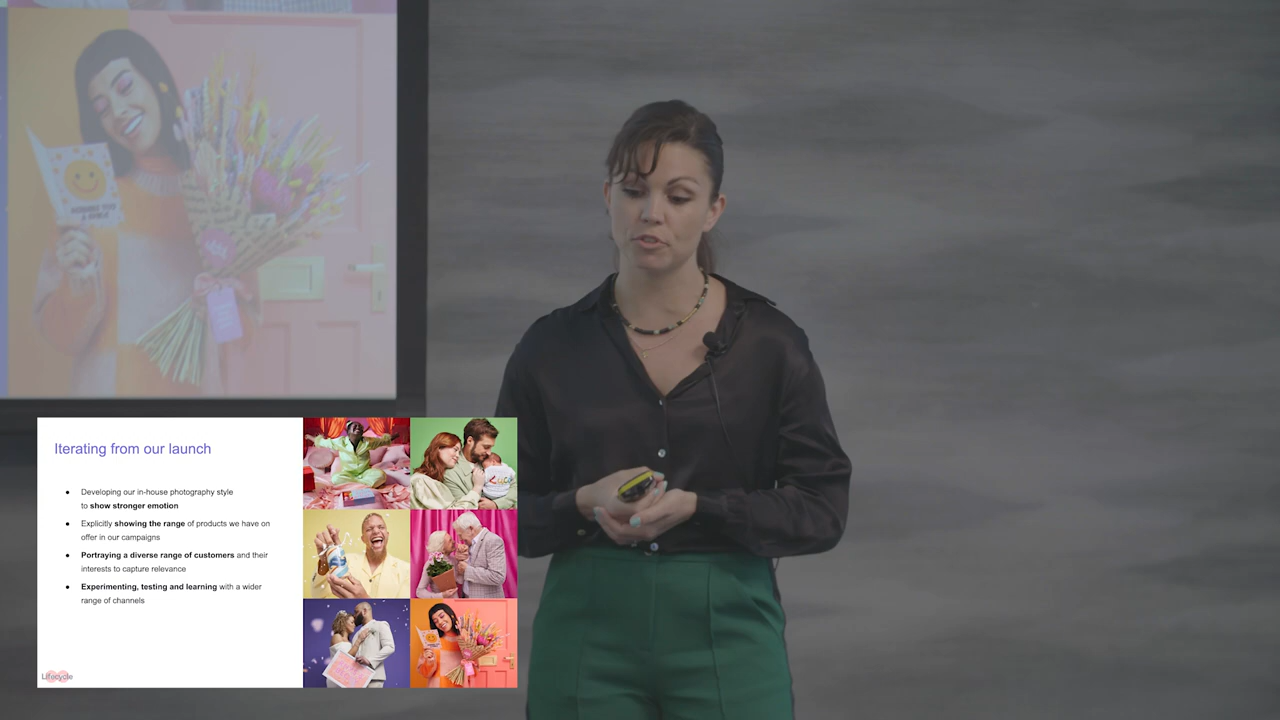 Iterating from our launch
Developing our in-house photography style
to show stronger emotion
Explicitly showing the range of products we have on
offer in our campaigns
Portraying a diverse range of customers and their
interests to capture relevance
Experimenting, testing and learning with a wider
range of channels
Lifecycle